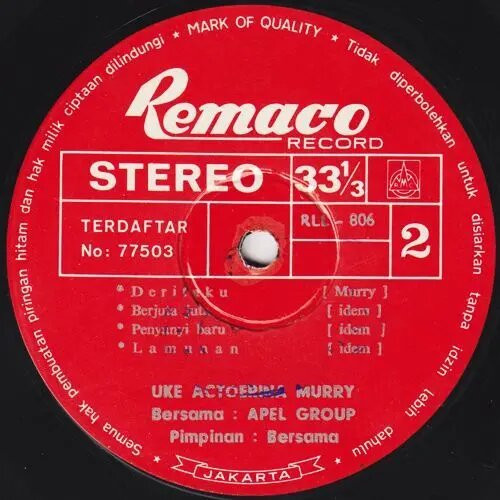 ★ MARK OF QUALITY ★
Semua hak pembuatan piringan hitam dan hak milik ciptaan dilindungi
Tidak diperbolehkan untuk disiarkan tanpa idzin lebih dahulu
Remaco
RECORD
STEREO 33⅓
TERDAFTAR RLL - 806
No: 77503 2
* [ Murry ]
* Berjuta [ idem ]
* Penyanyi baru [ idem ]
* Lamunan [ idem ]
UKE MURRY
Bersama : APEL GROUP
Pimpinan : Bersama
JAKARTA